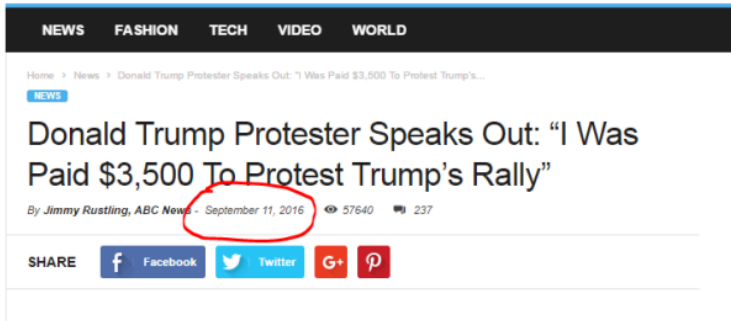 NEWS FASHION TECH VIDEO WORLD
Home > News > Donald Trump Protester Speaks Out: "I Was Paid $3,500 To Protest Trump's...
NEWS
Donald Trump Protester Speaks Out: “I Was
Paid $3,500 To Protest Trump’s Rally”
By Jimmy Rustling, ABC News - September 11, 2016 57640 237
SHARE Facebook Twitter G+